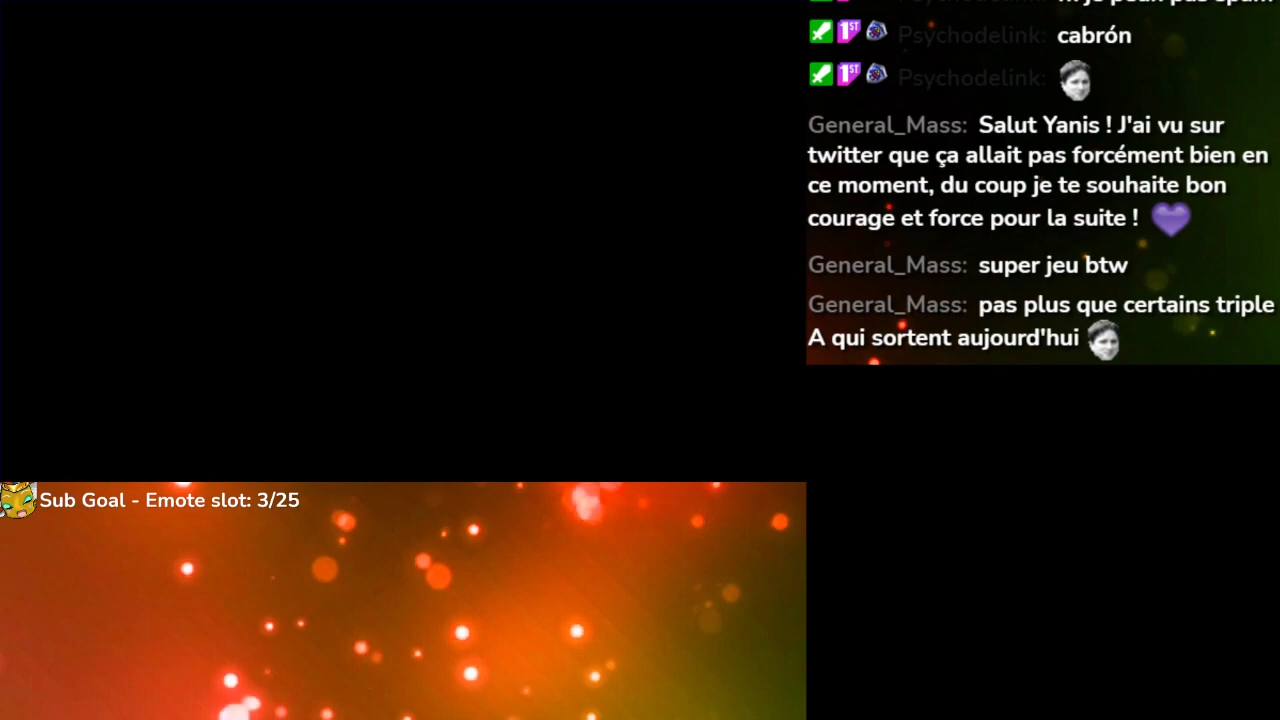 1ST Psychodelink: cabrón
1ST Psychodelink:
General_Mass: Salut Yanis ! J'ai vu sur
twitter que ça allait pas forcément bien en
ce moment, du coup je te souhaite bon
courage et force pour la suite !
General_Mass: super jeu btw
General_Mass: pas plus que certains triple
A qui sortent aujourd'hui
Sub Goal - Emote slot: 3/25